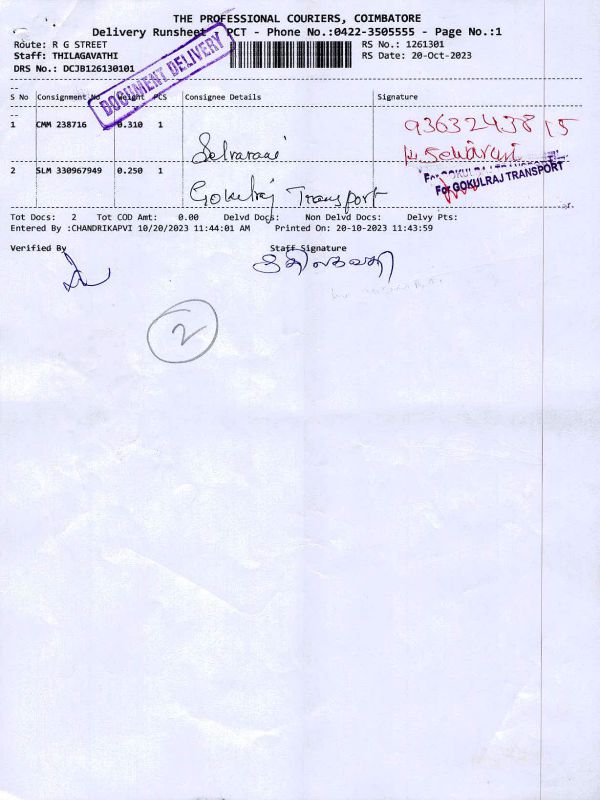 THE PROFESSIONAL COURIERS, COIMBATORE
Delivery Runsheet PCT - Phone No.:0422-3505555 - Page No.:1
Route: R G STREET RS No.: 1261301
Staff: THILAGAVATHI RS Date: 20-Oct-2023
DRS No.: DCJB126130101
DOCUMENT DELIVERY
S No Consignment No Weight PCS Consignee Details Signature
1 CMM 238716 0.310 1 9363243815
Selvarani
2 SLM 330967949 0.250 1 For GOKULRAJ TRANSPORT
Gokulraj Transport
Tot Docs: 2 Tot COD Amt: 0.00 Delvd Docs: Non Delvd Docs: Delvy Pts:
Entered By :CHANDRIKAPVI 10/20/2023 11:44:01 AM Printed On: 20-10-2023 11:43:59
Verified By Staff Signature
2